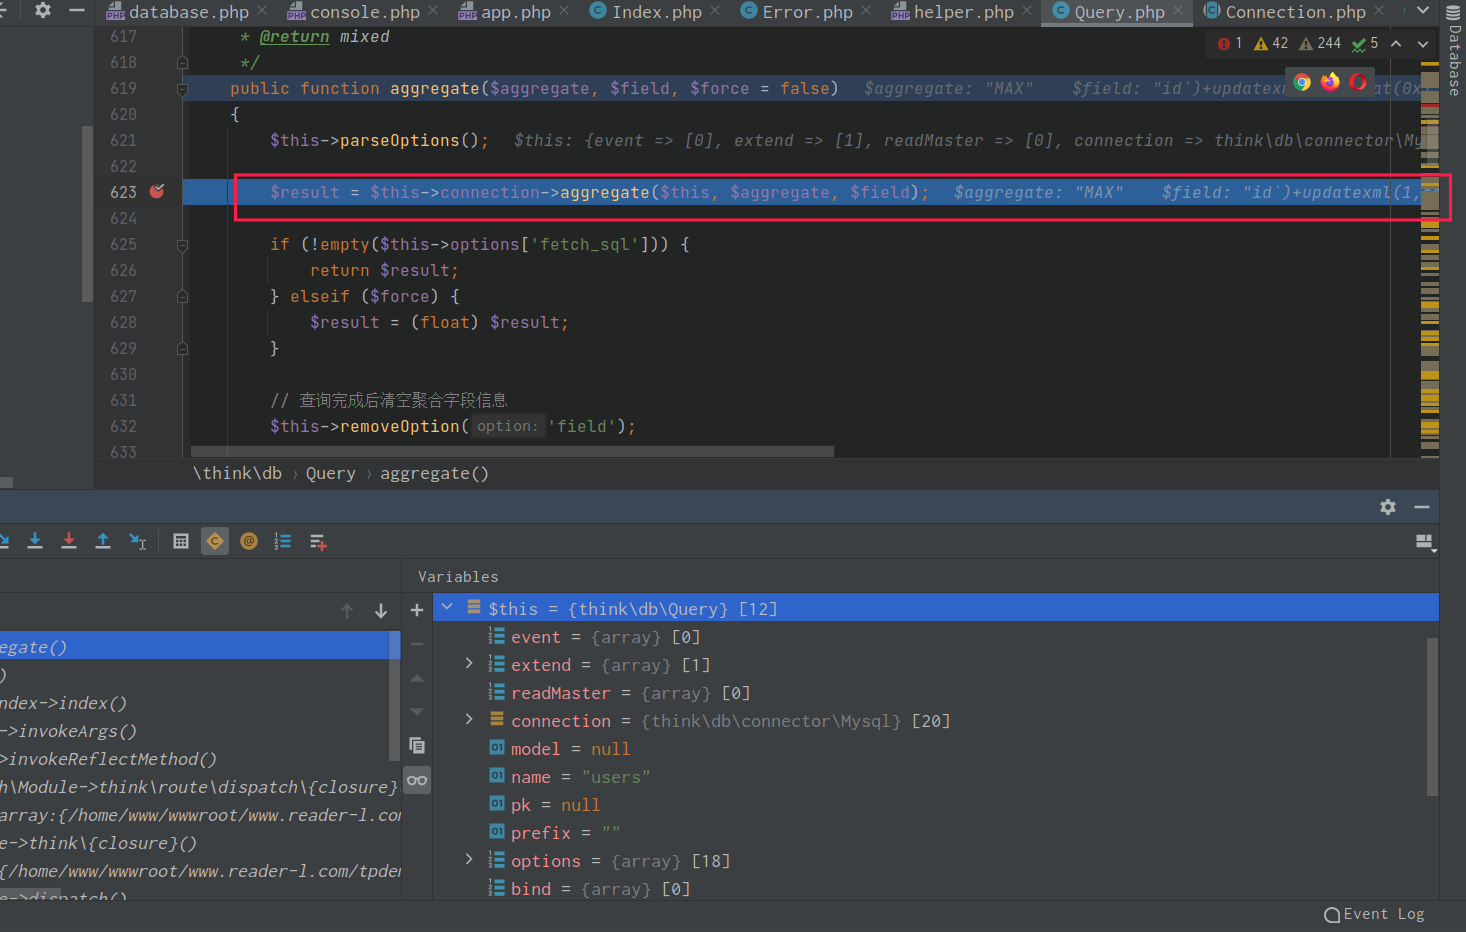 database.php console.php app.php Index.php Error.php helper.php Query.php Connection.php
Database
1 42 244 5
617 * @return mixed
618 */
619 public function aggregate($aggregate, $field, $force = false) $aggregate: "MAX" $field: "id`)+updatexm
620 {
621 $this->parseOptions(); $this: {event => [0], extend => [1], readMaster => [0], connection => think\db\connector\My
622
623 $result = $this->connection->aggregate($this, $aggregate, $field); $aggregate: "MAX" $field: "id`)+updatexml(1,
624
625 if (!empty($this->options['fetch_sql'])) {
626 return $result;
627 } elseif ($force) {
628 $result = (float) $result;
629 }
630
631 // 查询完成后清空聚合字段信息
632 $this->removeOption( option: 'field');
633
\think\db › Query › aggregate()
Variables
egate()
)
ndex->index()
->invokeArgs()
>invokeReflectMethod()
h\Module->think\route\dispatch\{closure}
array:{/home/www/wwwroot/www.reader-l.co
e->think\{closure}()
{/home/www/wwwroot/www.reader-l.com/tpde
e->dispatch()
$this = {think\db\Query} [12]
event = {array} [0]
extend = {array} [1]
readMaster = {array} [0]
connection = {think\db\connector\Mysql} [20]
model = null
name = "users"
pk = null
prefix = ""
options = {array} [18]
bind = {array} [0]
Event Log